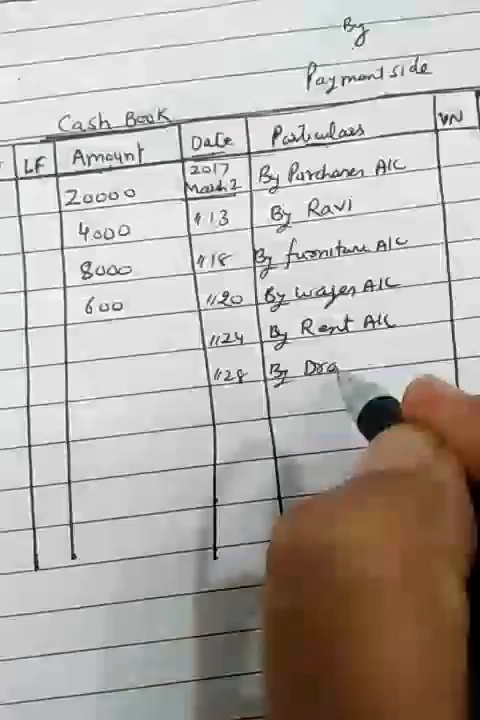 By
Payment side
Cash Book
LF Amount Date Particulars VN
20000 2017 March 2 By Purchases A/C
4000 "13 By Ravi
8000 "18 By furniture A/C
600 "20 By wages A/C
"24 By Rent A/C
"28 By Dra